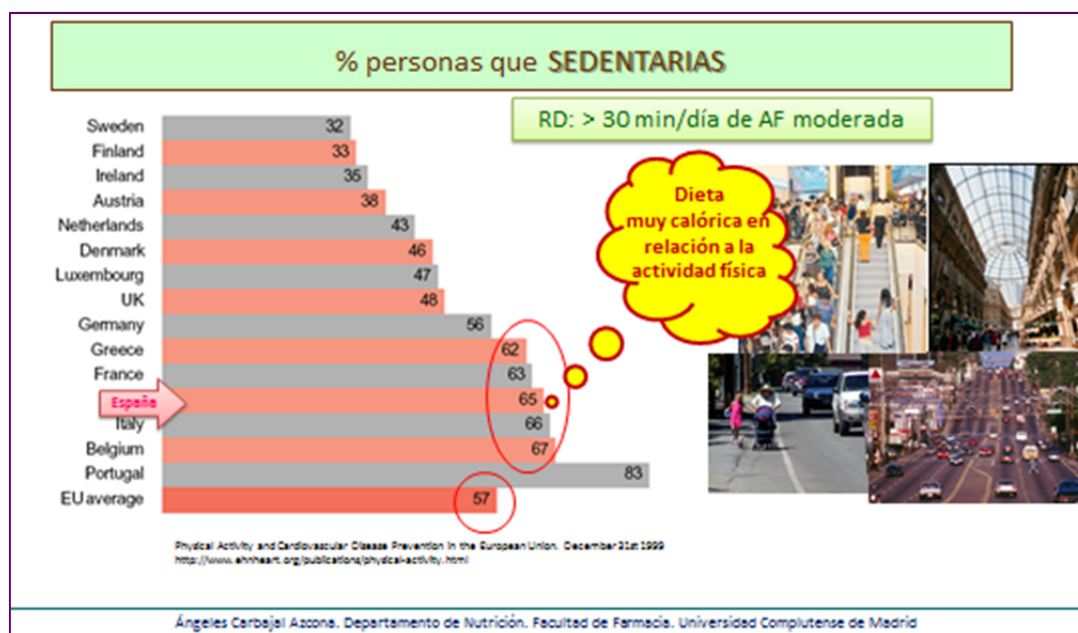 % personas que SEDENTARIAS
RD: > 30 min/día de AF moderada
Sweden 32
Finland 33
Ireland 35
Austria 38
Netherlands 43
Denmark 46
Luxembourg 47
UK 48
Germany 56
Greece 62
France 63
España 65
Italy 66
Belgium 67
Portugal 83
EU average 57
Dieta
muy calórica en
relación a la
actividad física
Physical Activity and Cardiovascular Disease Prevention in the European Union. December 31st 1999
http://www.ehnheart.org/publications/physical-activity.html
Ángeles Carbajal Azcona. Departamento de Nutrición. Facultad de Farmacia. Universidad Complutense de Madrid